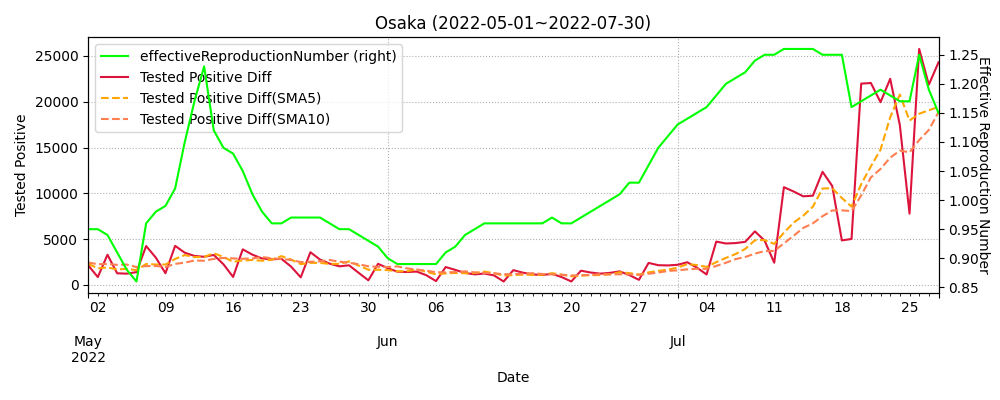 Osaka (2022-05-01~2022-07-30)
effectiveReproductionNumber (right)
Tested Positive Diff
Tested Positive Diff(SMA5)
Tested Positive Diff(SMA10)
Tested Positive
25000
20000
15000
10000
5000
0
1.25
1.20
1.15
1.10
1.05
1.00
0.95
0.90
0.85
Effective Reproduction Number
02 09 16 23 30 06 13 20 27 04 11 18 25
May Jun Jul
2022
Date